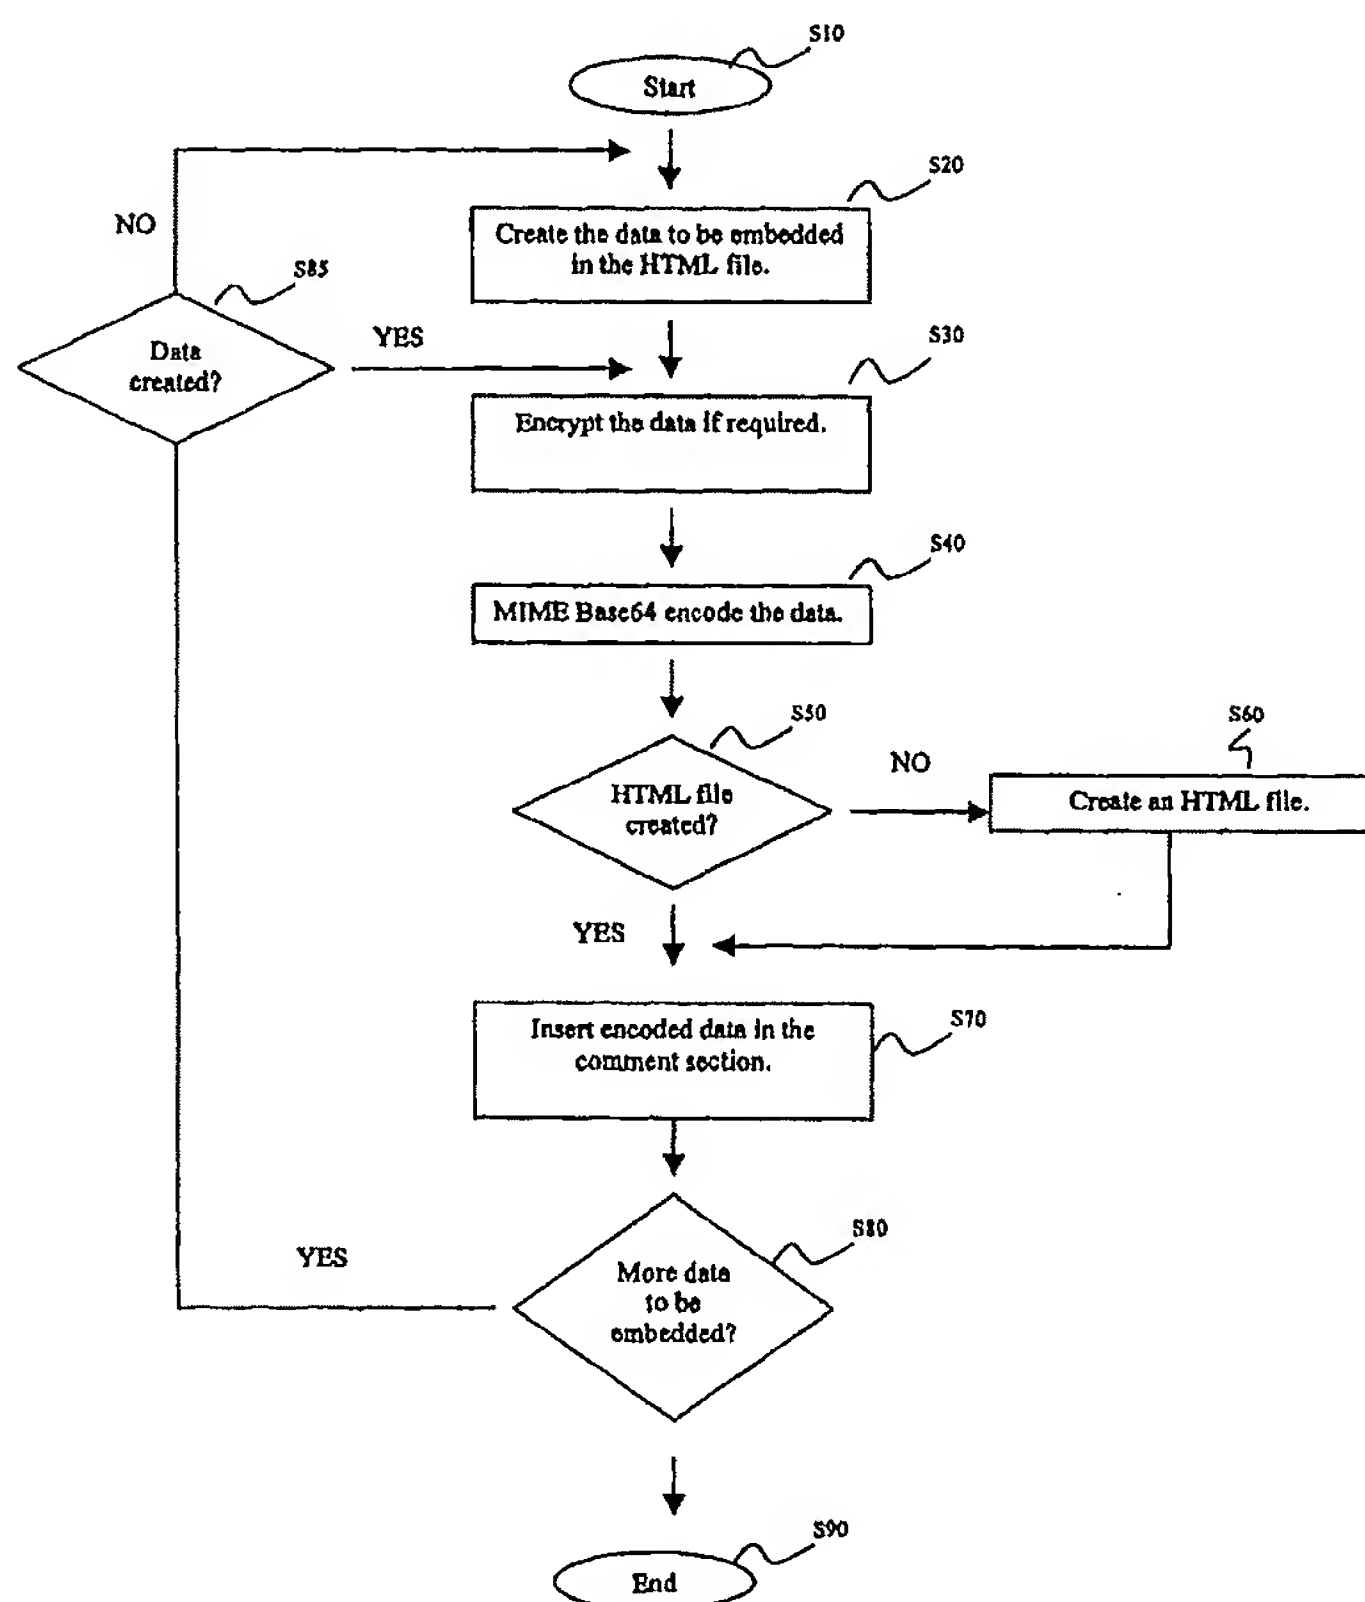 S10
Start
S20
NO
Create the data to be embedded
in the HTML file.
S85
S30
YES
Data
created?
Encrypt the data if required.
S40
MIME Base64 encode the data.
S50
S60
NO
HTML file
created?
Create an HTML file.
YES
S70
Insert encoded data in the
comment section.
S80
YES
More data
to be
embedded?
S90
End